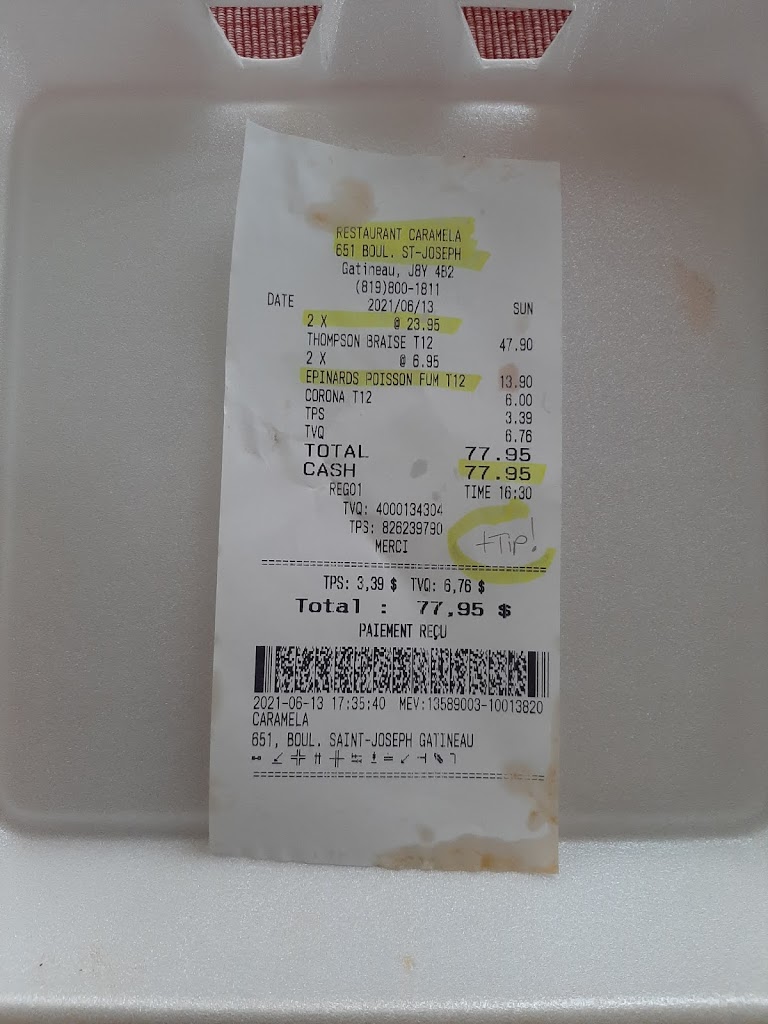 RESTAURANT CARAMELA
651 BOUL. ST-JOSEPH
Gatineau, J8Y 4B2
(819)800-1811
DATE 2021/06/13 SUN
2 X @ 23.95
THOMPSON BRAISE T12 47.90
2 X @ 6.95
EPINARDS POISSON FUM T12 13.90
CORONA T12 6.00
TPS 3.39
TVQ 6.76
TOTAL 77.95
CASH 77.95
REG01 TIME 16:30
TVQ: 4000134304
TPS: 826239790
MERCI
+Tip!
TPS: 3,39 $ TVQ: 6,76 $
Total : 77,95 $
PAIEMENT REÇU
2021-06-13 17:35:40 MEV:13589003-10013820
CARAMELA
651, BOUL. SAINT-JOSEPH GATINEAU